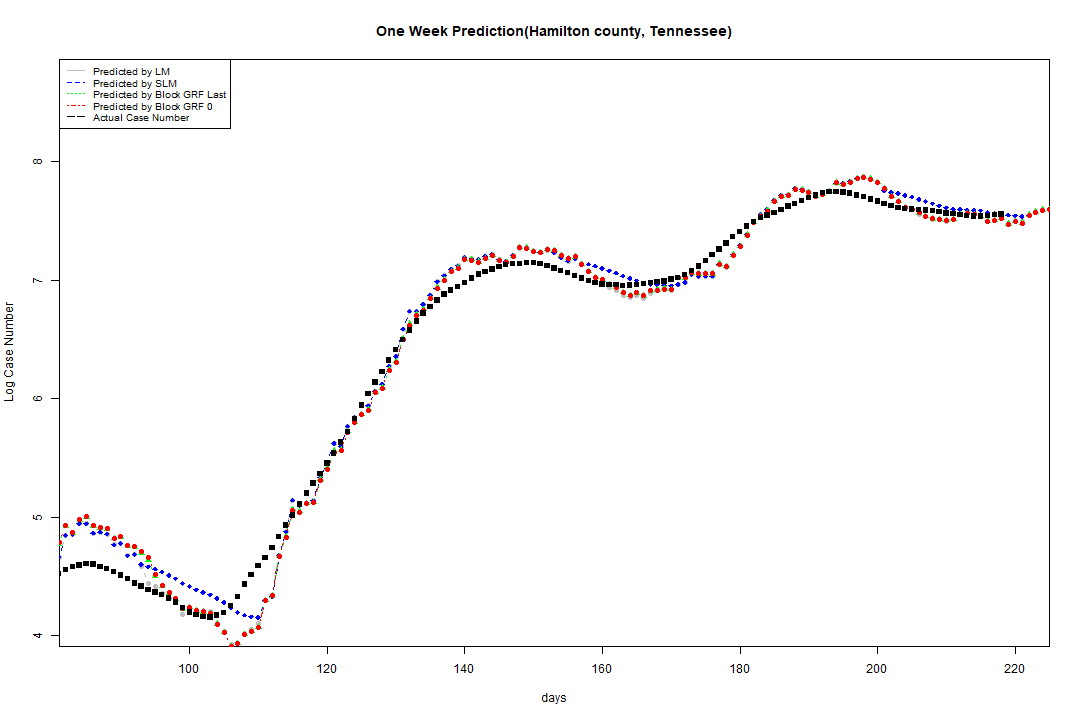 One Week Prediction(Hamilton county, Tennessee)
Predicted by LM
Predicted by SLM
Predicted by Block GRF Last
Predicted by Block GRF 0
Actual Case Number
8
7
6
5
4
Log Case Number
100 120 140 160 180 200 220
days